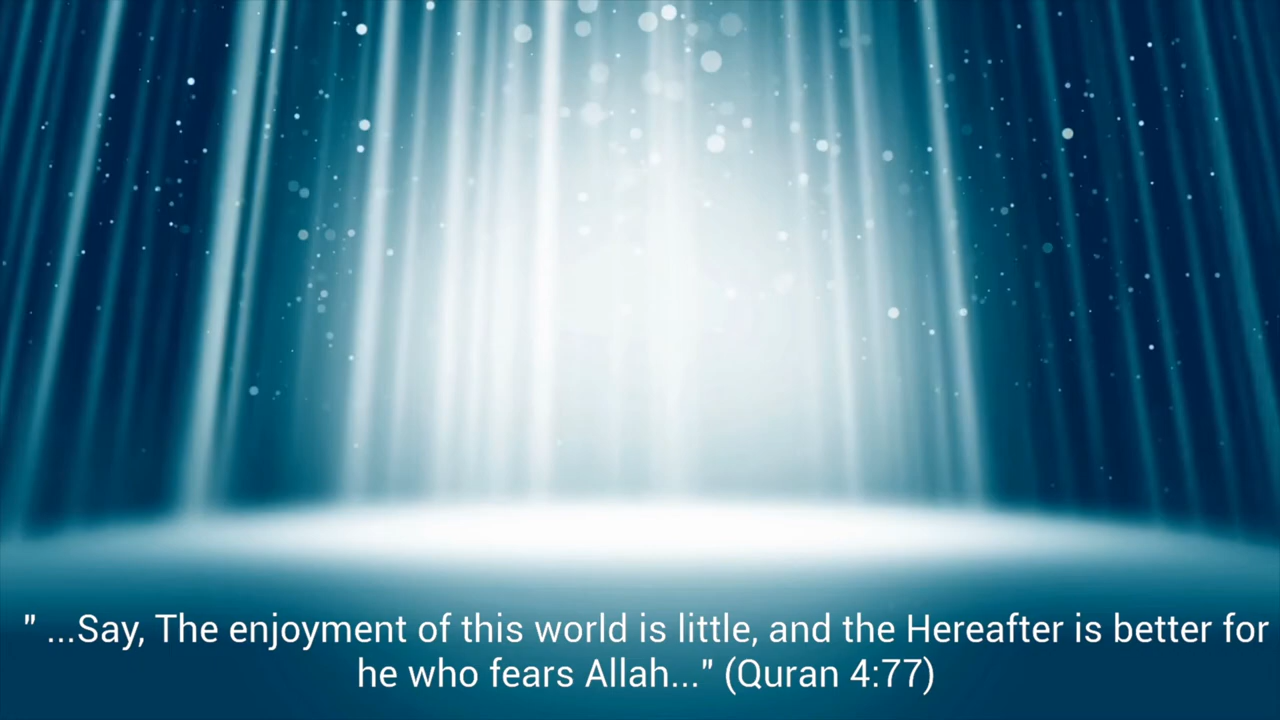 " ...Say, The enjoyment of this world is little, and the Hereafter is better for
he who fears Allah..." (Quran 4:77)